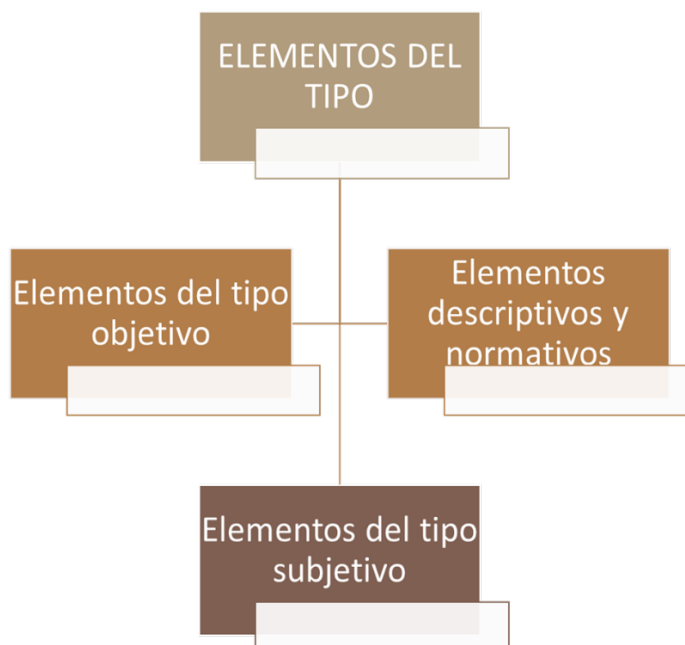 ELEMENTOS DEL
TIPO
Elementos del tipo
objetivo
Elementos
descriptivos y
normativos
Elementos del tipo
subjetivo